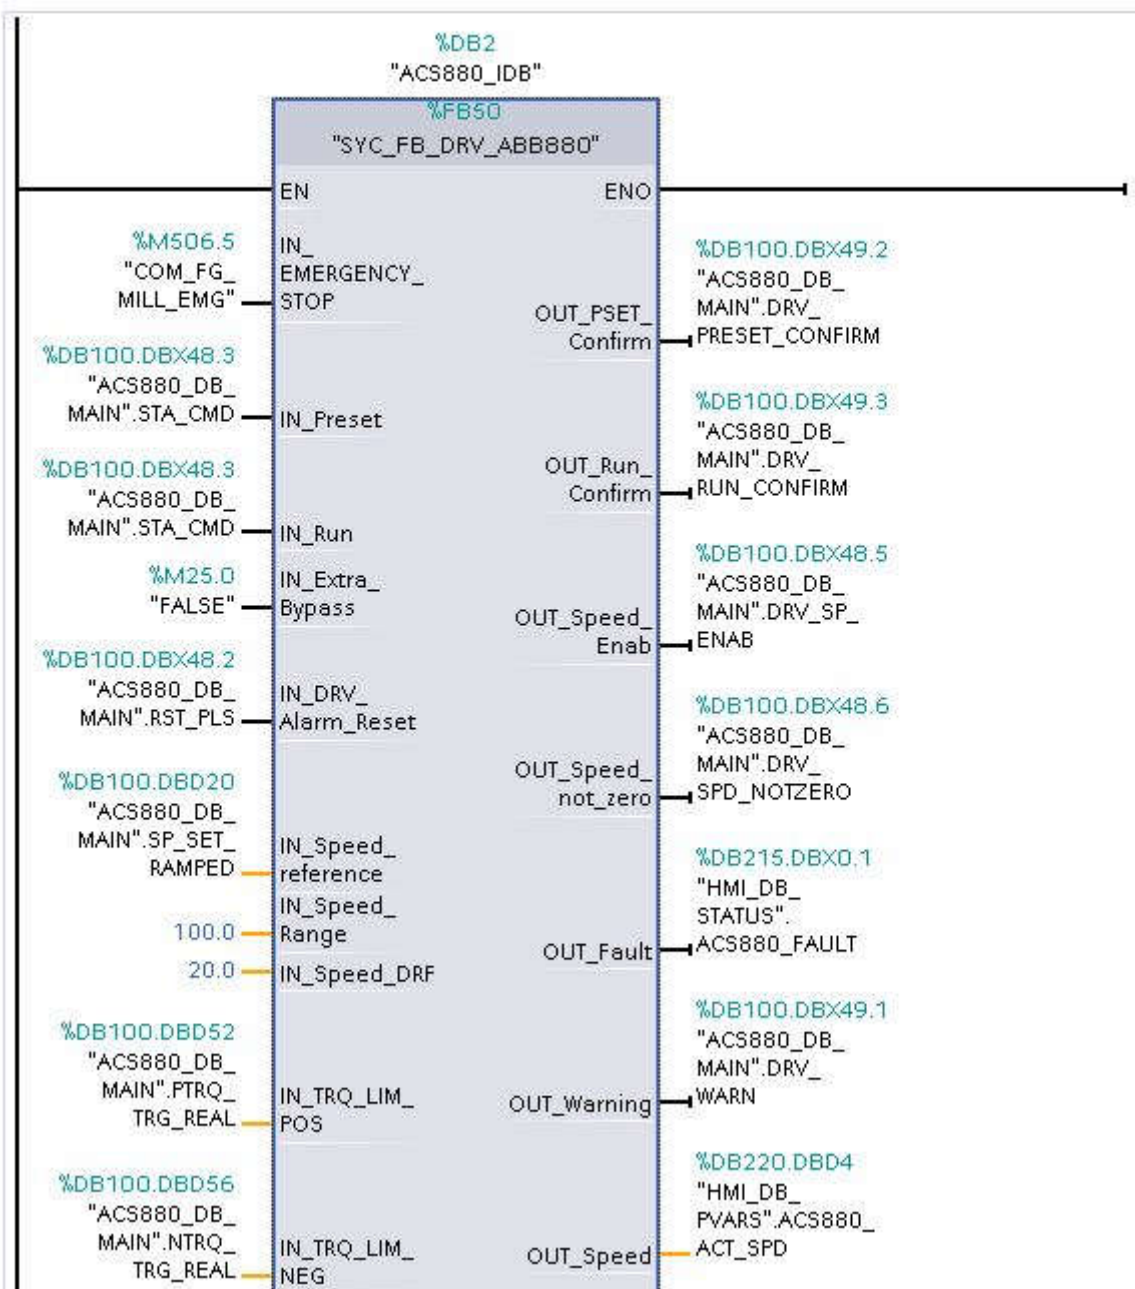 %DB2
"ACS880_IDB"
%FB50
"SYC_FB_DRV_ABB880"
EN
ENO
%M506.5
"COM_FG_
MILL_EMG"
IN_
EMERGENCY_
STOP
%DB100.DBX48.3
"ACS880_DB_
MAIN".STA_CMD
IN_Preset
%DB100.DBX48.3
"ACS880_DB_
MAIN".STA_CMD
IN_Run
%M25.0
"FALSE"
IN_Extra_
Bypass
%DB100.DBX48.2
"ACS880_DB_
MAIN".RST_PLS
IN_DRV_
Alarm_Reset
%DB100.DBD20
"ACS880_DB_
MAIN".SP_SET_
RAMPED
IN_Speed_
reference
100.0
IN_Speed_
Range
20.0
IN_Speed_DRF
%DB100.DBD52
"ACS880_DB_
MAIN".PTRQ_
TRG_REAL
IN_TRQ_LIM_
POS
%DB100.DBD56
"ACS880_DB_
MAIN".NTRQ_
TRG_REAL
IN_TRQ_LIM_
NEG
OUT_PSET_
Confirm
%DB100.DBX49.2
"ACS880_DB_
MAIN".DRV_
PRESET_CONFIRM
OUT_Run_
Confirm
%DB100.DBX49.3
"ACS880_DB_
MAIN".DRV_
RUN_CONFIRM
OUT_Speed_
Enab
%DB100.DBX48.5
"ACS880_DB_
MAIN".DRV_SP_
ENAB
OUT_Speed_
not_zero
%DB100.DBX48.6
"ACS880_DB_
MAIN".DRV_
SPD_NOTZERO
OUT_Fault
%DB215.DBX0.1
"HMI_DB_
STATUS".
ACS880_FAULT
OUT_Warning
%DB100.DBX49.1
"ACS880_DB_
MAIN".DRV_
WARN
OUT_Speed
%DB220.DBD4
"HMI_DB_
PVARS".ACS880_
ACT_SPD